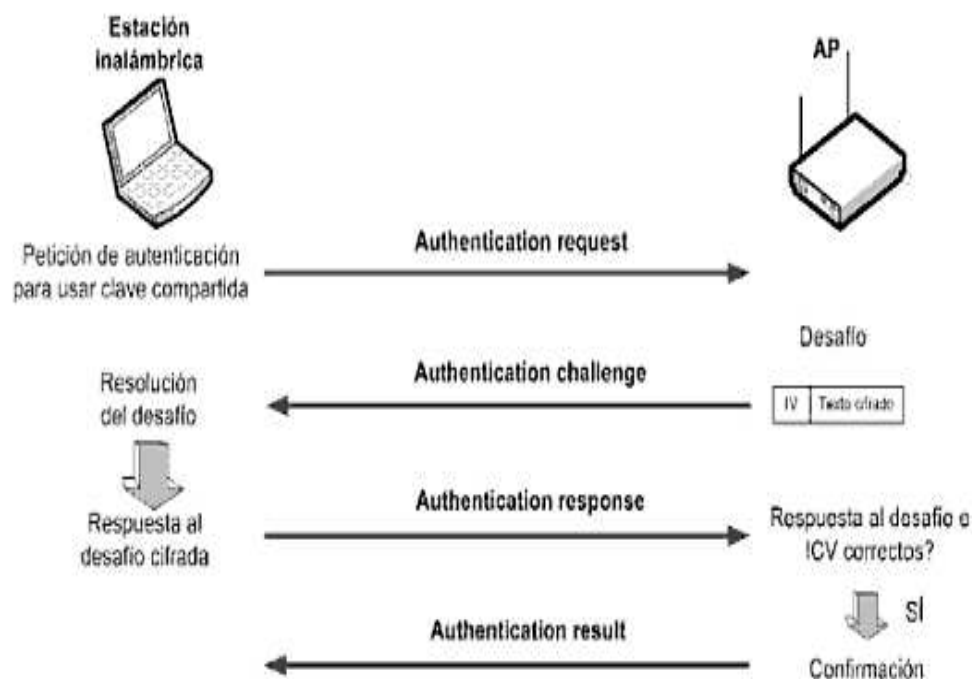 Estación
inalámbrica
AP
Authentication request
Petición de autenticación
para usar clave compartida
Desafío
Authentication challenge
IV Texto cifrado
Resolución
del desafío
Authentication response
Respuesta al
desafío cifrada
Respuesta al desafío e
ICV correctos?
SÍ
Authentication result
Confirmación